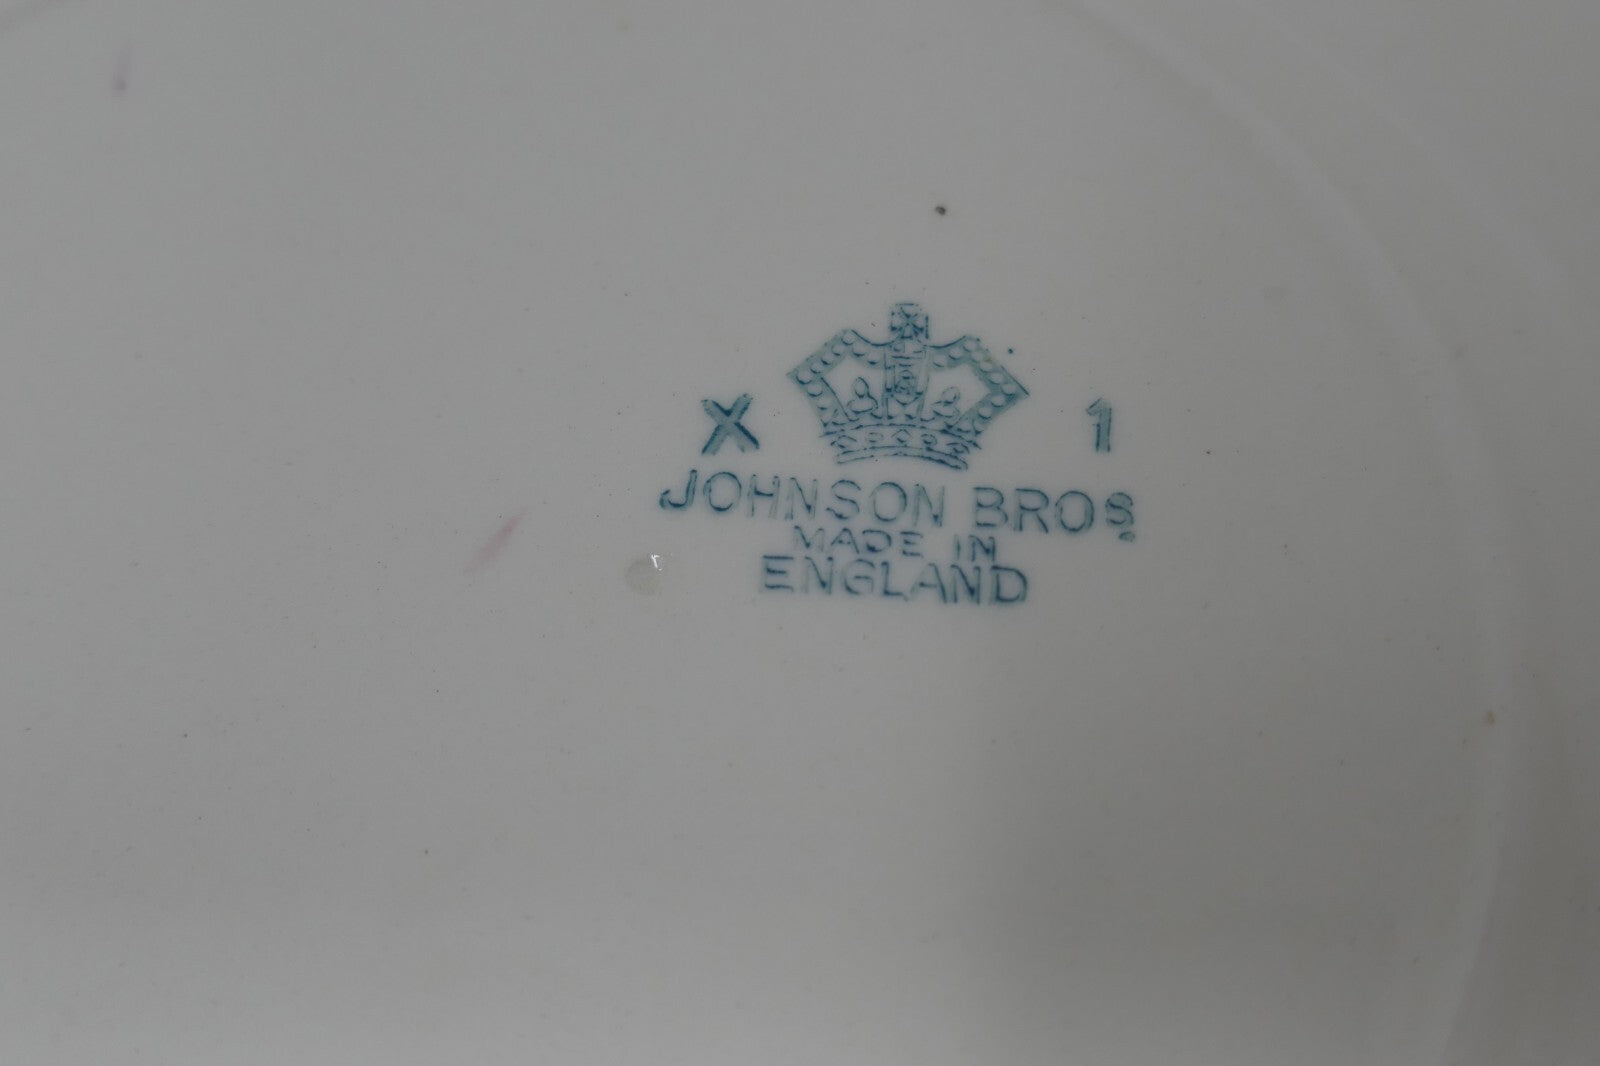 X 1
JOHNSON BROS.
MADE IN
ENGLAND